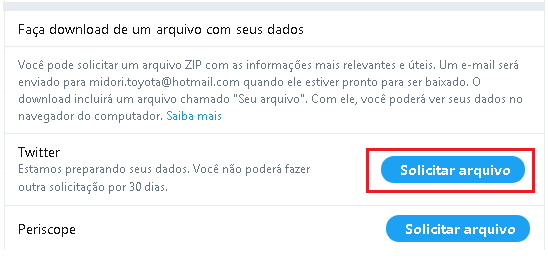 Faça download de um arquivo com seus dados
Você pode solicitar um arquivo ZIP com as informações mais relevantes e úteis. Um e-mail será
enviado para midori.toyota@hotmail.com quando ele estiver pronto para ser baixado. O
download incluirá um arquivo chamado "Seu arquivo". Com ele, você poderá ver seus dados no
navegador do computador. Saiba mais
Twitter
Estamos preparando seus dados. Você não poderá fazer
outra solicitação por 30 dias.
Solicitar arquivo
Periscope
Solicitar arquivo